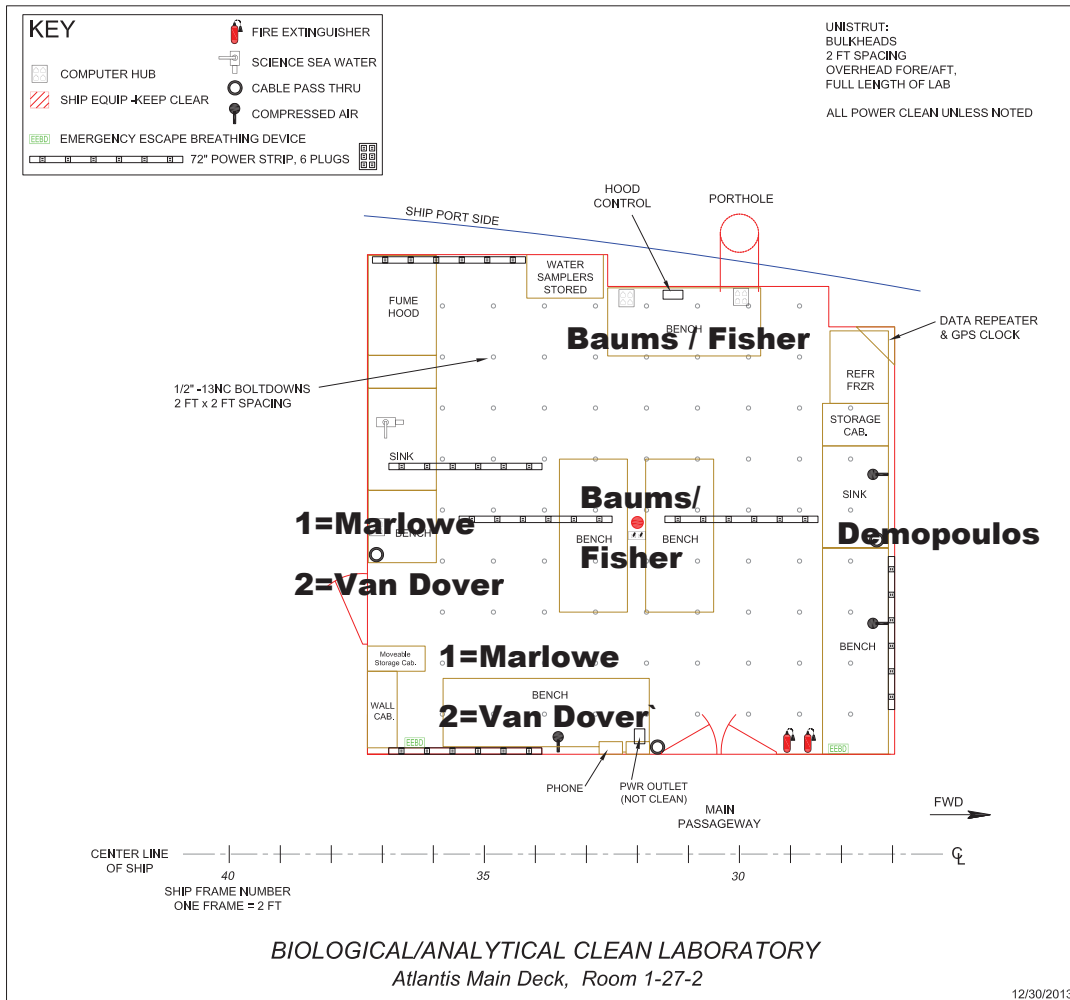 KEY
FIRE EXTINGUISHER
SCIENCE SEA WATER
COMPUTER HUB
CABLE PASS THRU
SHIP EQUIP -KEEP CLEAR
COMPRESSED AIR
EEBD EMERGENCY ESCAPE BREATHING DEVICE
72" POWER STRIP, 6 PLUGS
UNISTRUT:
BULKHEADS
2 FT SPACING
OVERHEAD FORE/AFT,
FULL LENGTH OF LAB
ALL POWER CLEAN UNLESS NOTED
HOOD
CONTROL
PORTHOLE
SHIP PORT SIDE
WATER
SAMPLERS
STORED
FUME
HOOD
BENCH
Baums / Fisher
DATA REPEATER
& GPS CLOCK
1/2" -13NC BOLTDOWNS
2 FT x 2 FT SPACING
REFR
FRZR
STORAGE
CAB.
SINK
SINK
Baums/
Fisher
BENCH
BENCH
1=Marlowe
BENCH
2=Van Dover
Demopoulos
BENCH
Moveable
Storage Cab.
WALL
CAB.
1=Marlowe
BENCH
2=Van Dover`
EEBD
EEBD
PHONE
PWR OUTLET
(NOT CLEAN)
MAIN
PASSAGEWAY
FWD
CENTER LINE
OF SHIP
CL
40
35
30
SHIP FRAME NUMBER
ONE FRAME = 2 FT
BIOLOGICAL/ANALYTICAL CLEAN LABORATORY
Atlantis Main Deck, Room 1-27-2
12/30/2013